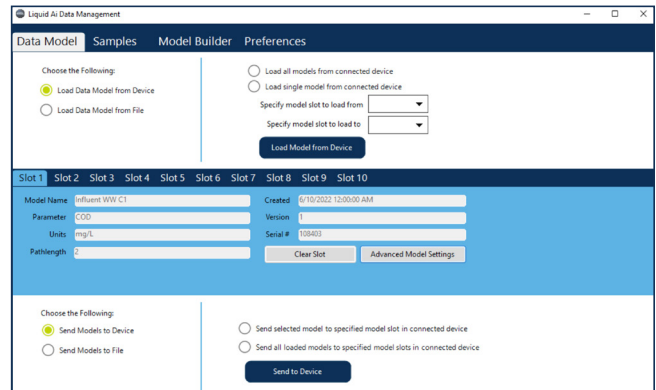 Liquid Ai Data Management
Data Model Samples Model Builder Preferences
Choose the Following:
Load Data Model from Device
Load Data Model from File
Load all models from connected device
Load single model from connected device
Specify model slot to load from
Specify model slot to load to
Load Model from Device
Slot 1 Slot 2 Slot 3 Slot 4 Slot 5 Slot 6 Slot 7 Slot 8 Slot 9 Slot 10
Model Name Influent WW C1 Created 6/10/2022 12:00:00 AM
Parameter COD Version 1
Units mg/L Serial # 108403
Pathlength 2 Clear Slot Advanced Model Settings
Choose the Following:
Send Models to Device
Send Models to File
Send selected model to specified model slot in connected device
Send all loaded models to specified model slots in connected device
Send to Device